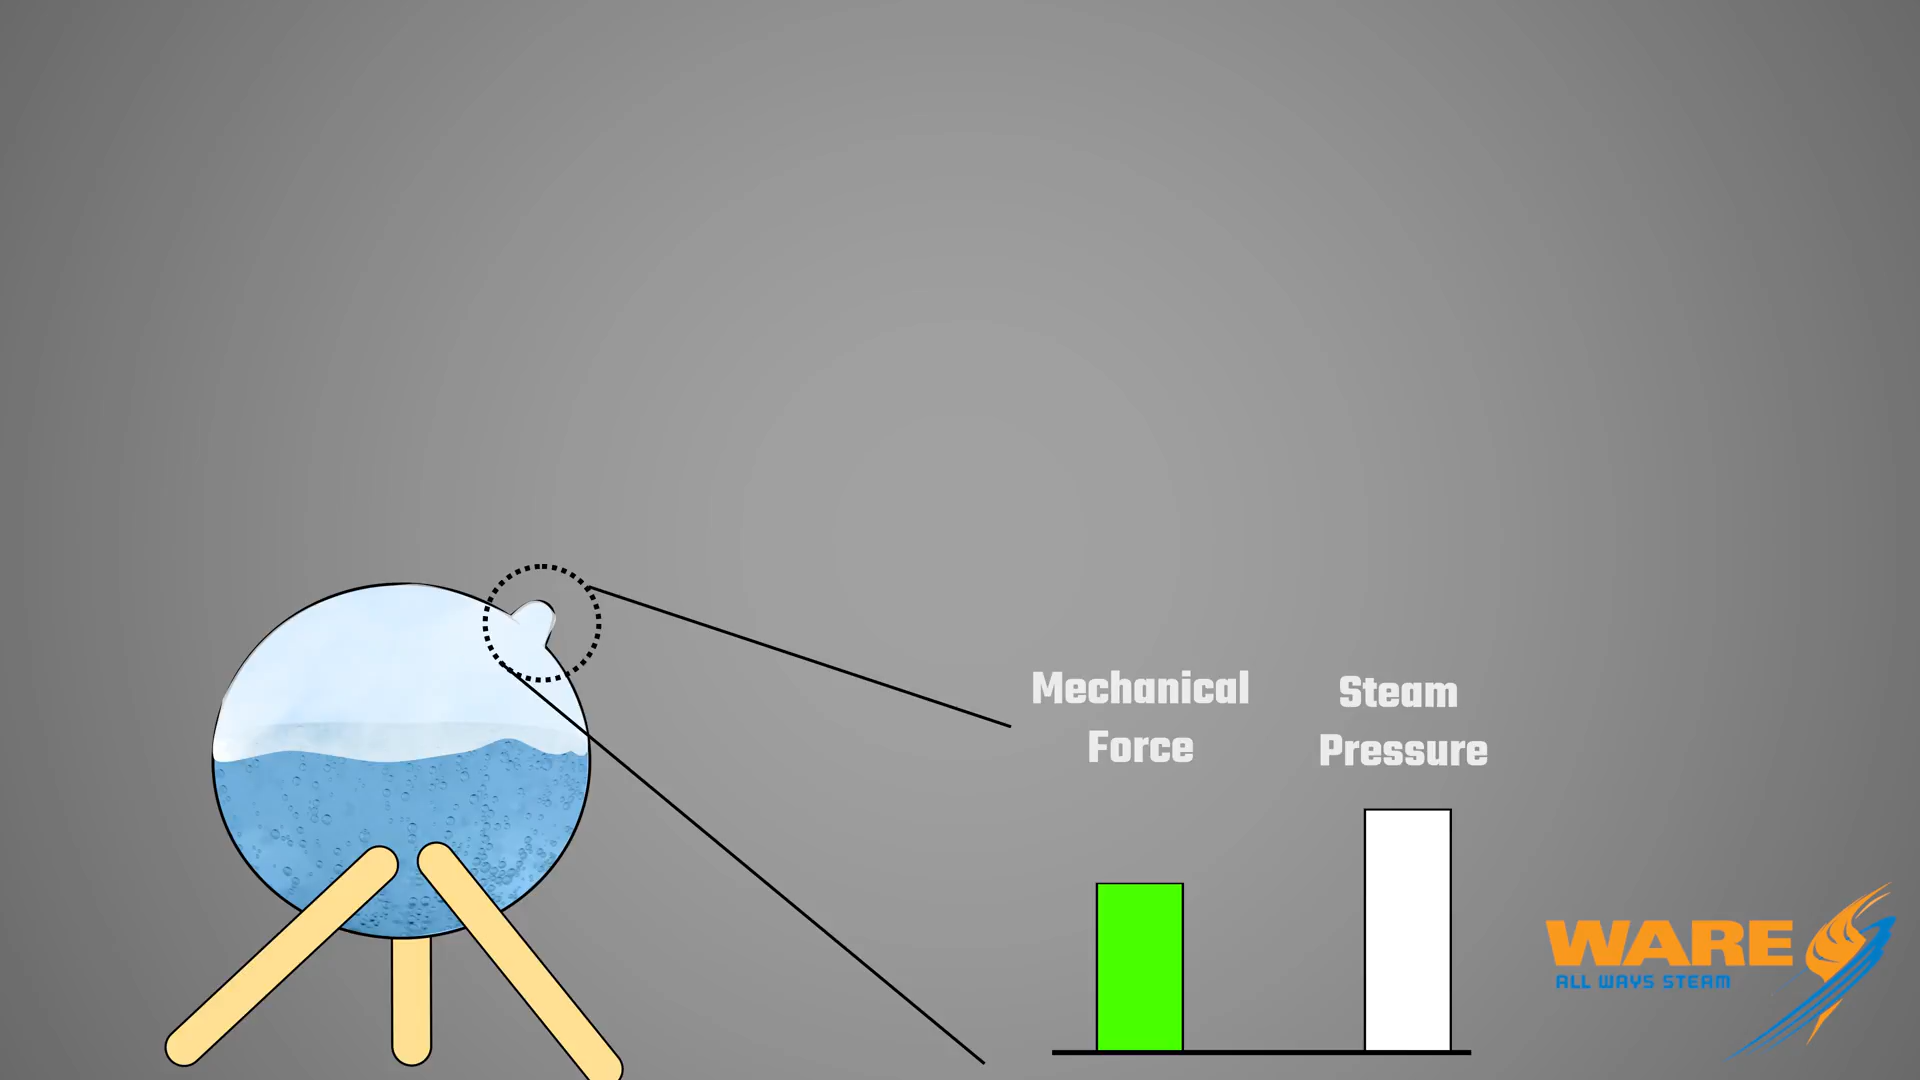 Mechanical
Force
Steam
Pressure
WARE
ALL WAYS STEAM